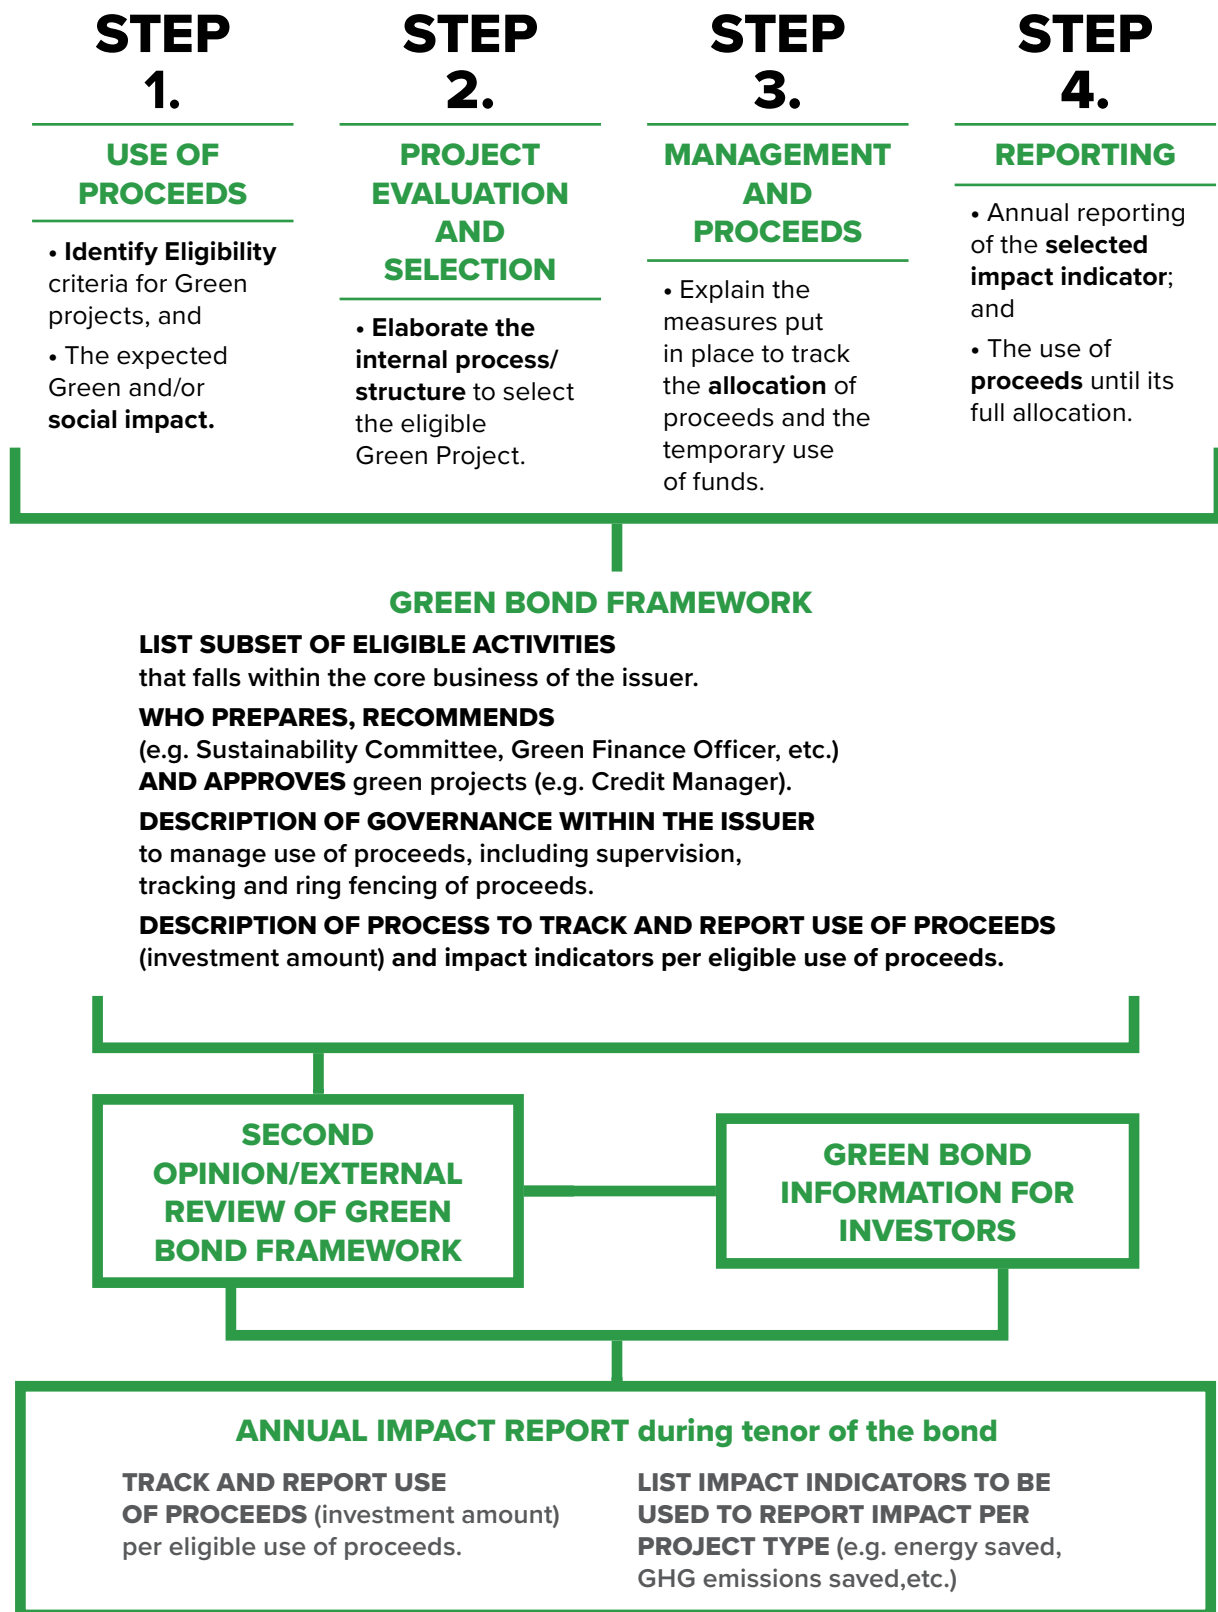 STEP
1.
USE OF
PROCEEDS
• Identify Eligibility
criteria for Green
projects, and
• The expected
Green and/or
social impact.
STEP
2.
PROJECT
EVALUATION
AND
SELECTION
• Elaborate the
internal process/
structure to select
the eligible
Green Project.
STEP
3.
MANAGEMENT
AND
PROCEEDS
• Explain the
measures put
in place to track
the allocation of
proceeds and the
temporary use
of funds.
STEP
4.
REPORTING
• Annual reporting
of the selected
impact indicator;
and
• The use of
proceeds until its
full allocation.
GREEN BOND FRAMEWORK
LIST SUBSET OF ELIGIBLE ACTIVITIES
that falls within the core business of the issuer.
WHO PREPARES, RECOMMENDS
(e.g. Sustainability Committee, Green Finance Officer, etc.)
AND APPROVES green projects (e.g. Credit Manager).
DESCRIPTION OF GOVERNANCE WITHIN THE ISSUER
to manage use of proceeds, including supervision,
tracking and ring fencing of proceeds.
DESCRIPTION OF PROCESS TO TRACK AND REPORT USE OF PROCEEDS
(investment amount) and impact indicators per eligible use of proceeds.
SECOND
OPINION/EXTERNAL
REVIEW OF GREEN
BOND FRAMEWORK
GREEN BOND
INFORMATION FOR
INVESTORS
ANNUAL IMPACT REPORT during tenor of the bond
TRACK AND REPORT USE
OF PROCEEDS (investment amount)
per eligible use of proceeds.
LIST IMPACT INDICATORS TO BE
USED TO REPORT IMPACT PER
PROJECT TYPE (e.g. energy saved,
GHG emissions saved,etc.)